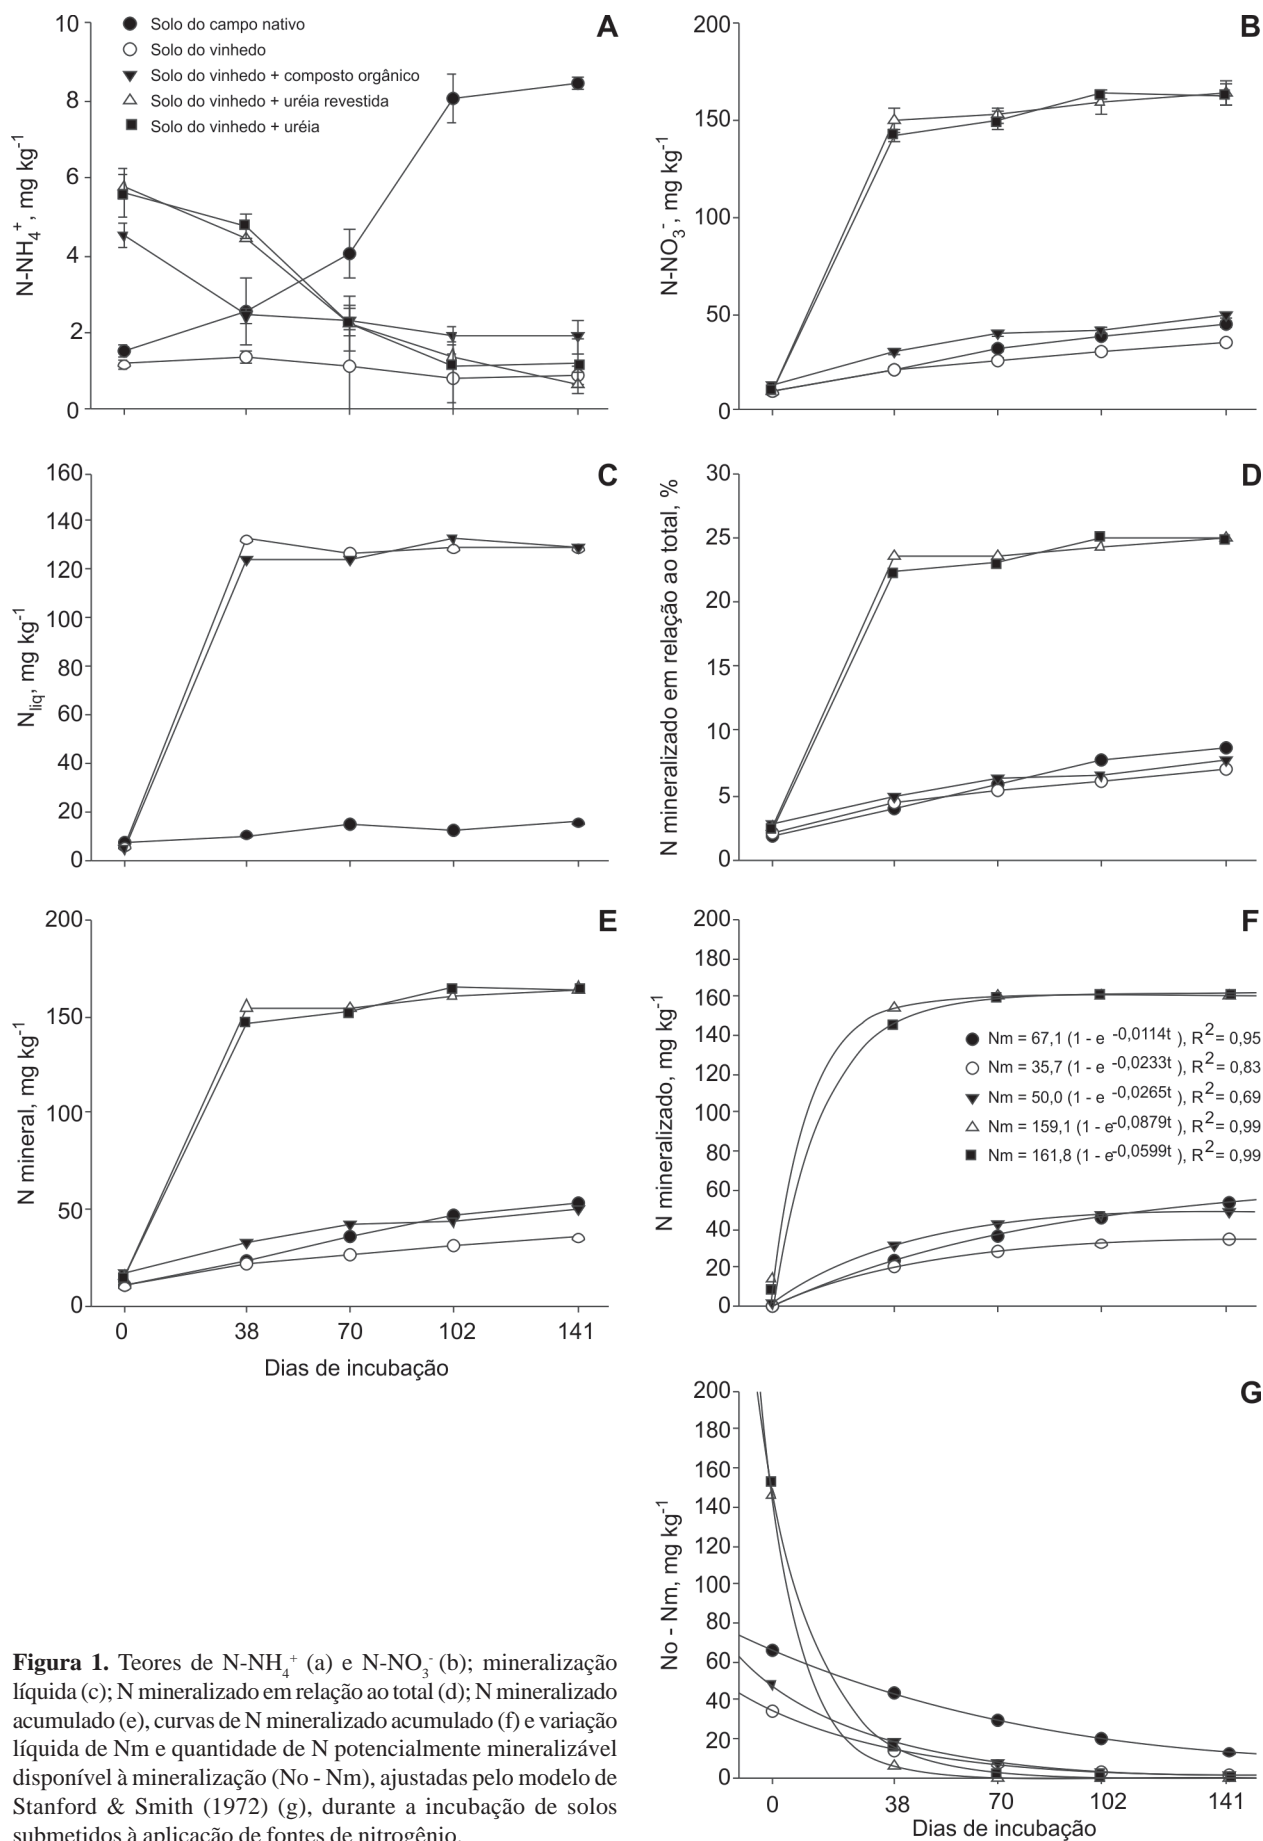 A
10
8
6
4
2
0
N-NH4+, mg kg-1
Solo do campo nativo
Solo do vinhedo
Solo do vinhedo + composto orgânico
Solo do vinhedo + uréia revestida
Solo do vinhedo + uréia
B
200
150
100
50
0
N-NO3-, mg kg-1
C
160
140
120
100
80
60
40
20
0
Nliq, mg kg-1
D
30
25
20
15
10
5
0
N mineralizado em relação ao total, %
E
200
150
100
50
0
N mineral, mg kg-1
0 38 70 102 141
Dias de incubação
F
200
180
160
140
120
100
80
60
40
20
0
N mineralizado, mg kg-1
Nm = 67,1 (1 - e -0,0114t ), R2 = 0,95
Nm = 35,7 (1 - e -0,0233t ), R2 = 0,83
Nm = 50,0 (1 - e -0,0265t ), R2 = 0,69
Nm = 159,1 (1 - e-0,0879t ), R2 = 0,99
Nm = 161,8 (1 - e-0,0599t ), R2 = 0,99
G
200
180
160
140
120
100
80
60
40
20
0
No - Nm, mg kg-1
0 38 70 102 141
Dias de incubação
Figura 1. Teores de N-NH4+ (a) e N-NO3- (b); mineralização
líquida (c); N mineralizado em relação ao total (d); N mineralizado
acumulado (e), curvas de N mineralizado acumulado (f) e variação
líquida de Nm e quantidade de N potencialmente mineralizável
disponível à mineralização (No - Nm), ajustadas pelo modelo de
Stanford & Smith (1972) (g), durante a incubação de solos
submetidos à aplicação de fontes de nitrogênio.